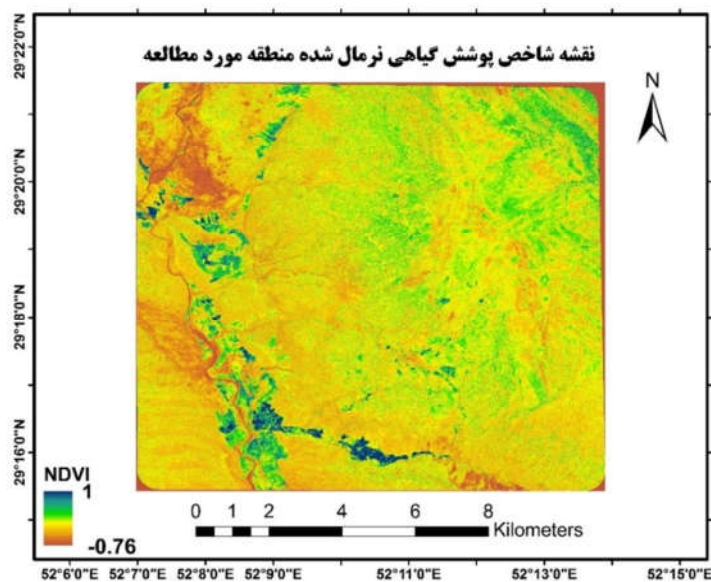 نقشه شاخص پوشش گیاهی نرمال شده منطقه مورد مطالعه
N
29°22'0"N
29°20'0"N
29°18'0"N
29°16'0"N
NDVI
1
-0.76
0 1 2 4 6 8
Kilometers
52°6'0"E 52°7'0"E 52°8'0"E 52°9'0"E 52°11'0"E 52°13'0"E 52°15'0"E